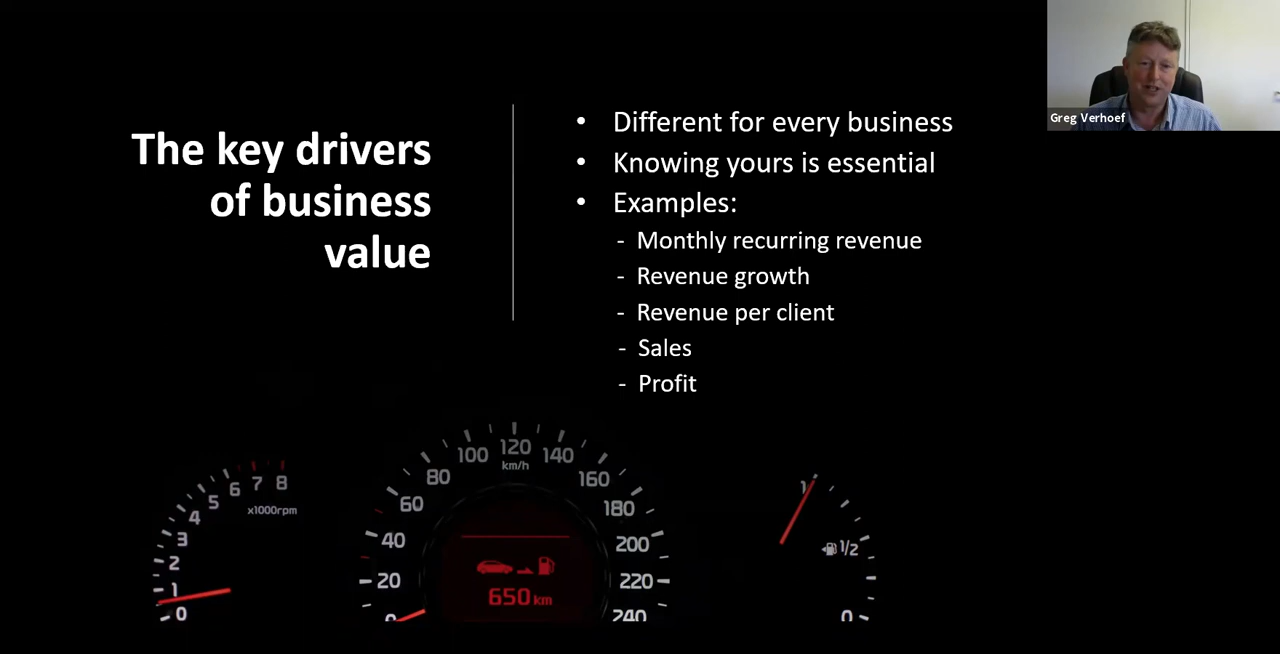 The key drivers
of business
value
• Different for every business
• Knowing yours is essential
• Examples:
- Monthly recurring revenue
- Revenue growth
- Revenue per client
- Sales
- Profit
Greg Verhoef
0
1
2
3
4
5
6
7
8
x1000rpm
0
20
40
60
80
100
120
140
160
180
200
220
240
km/h
650 km
1
1/2
0